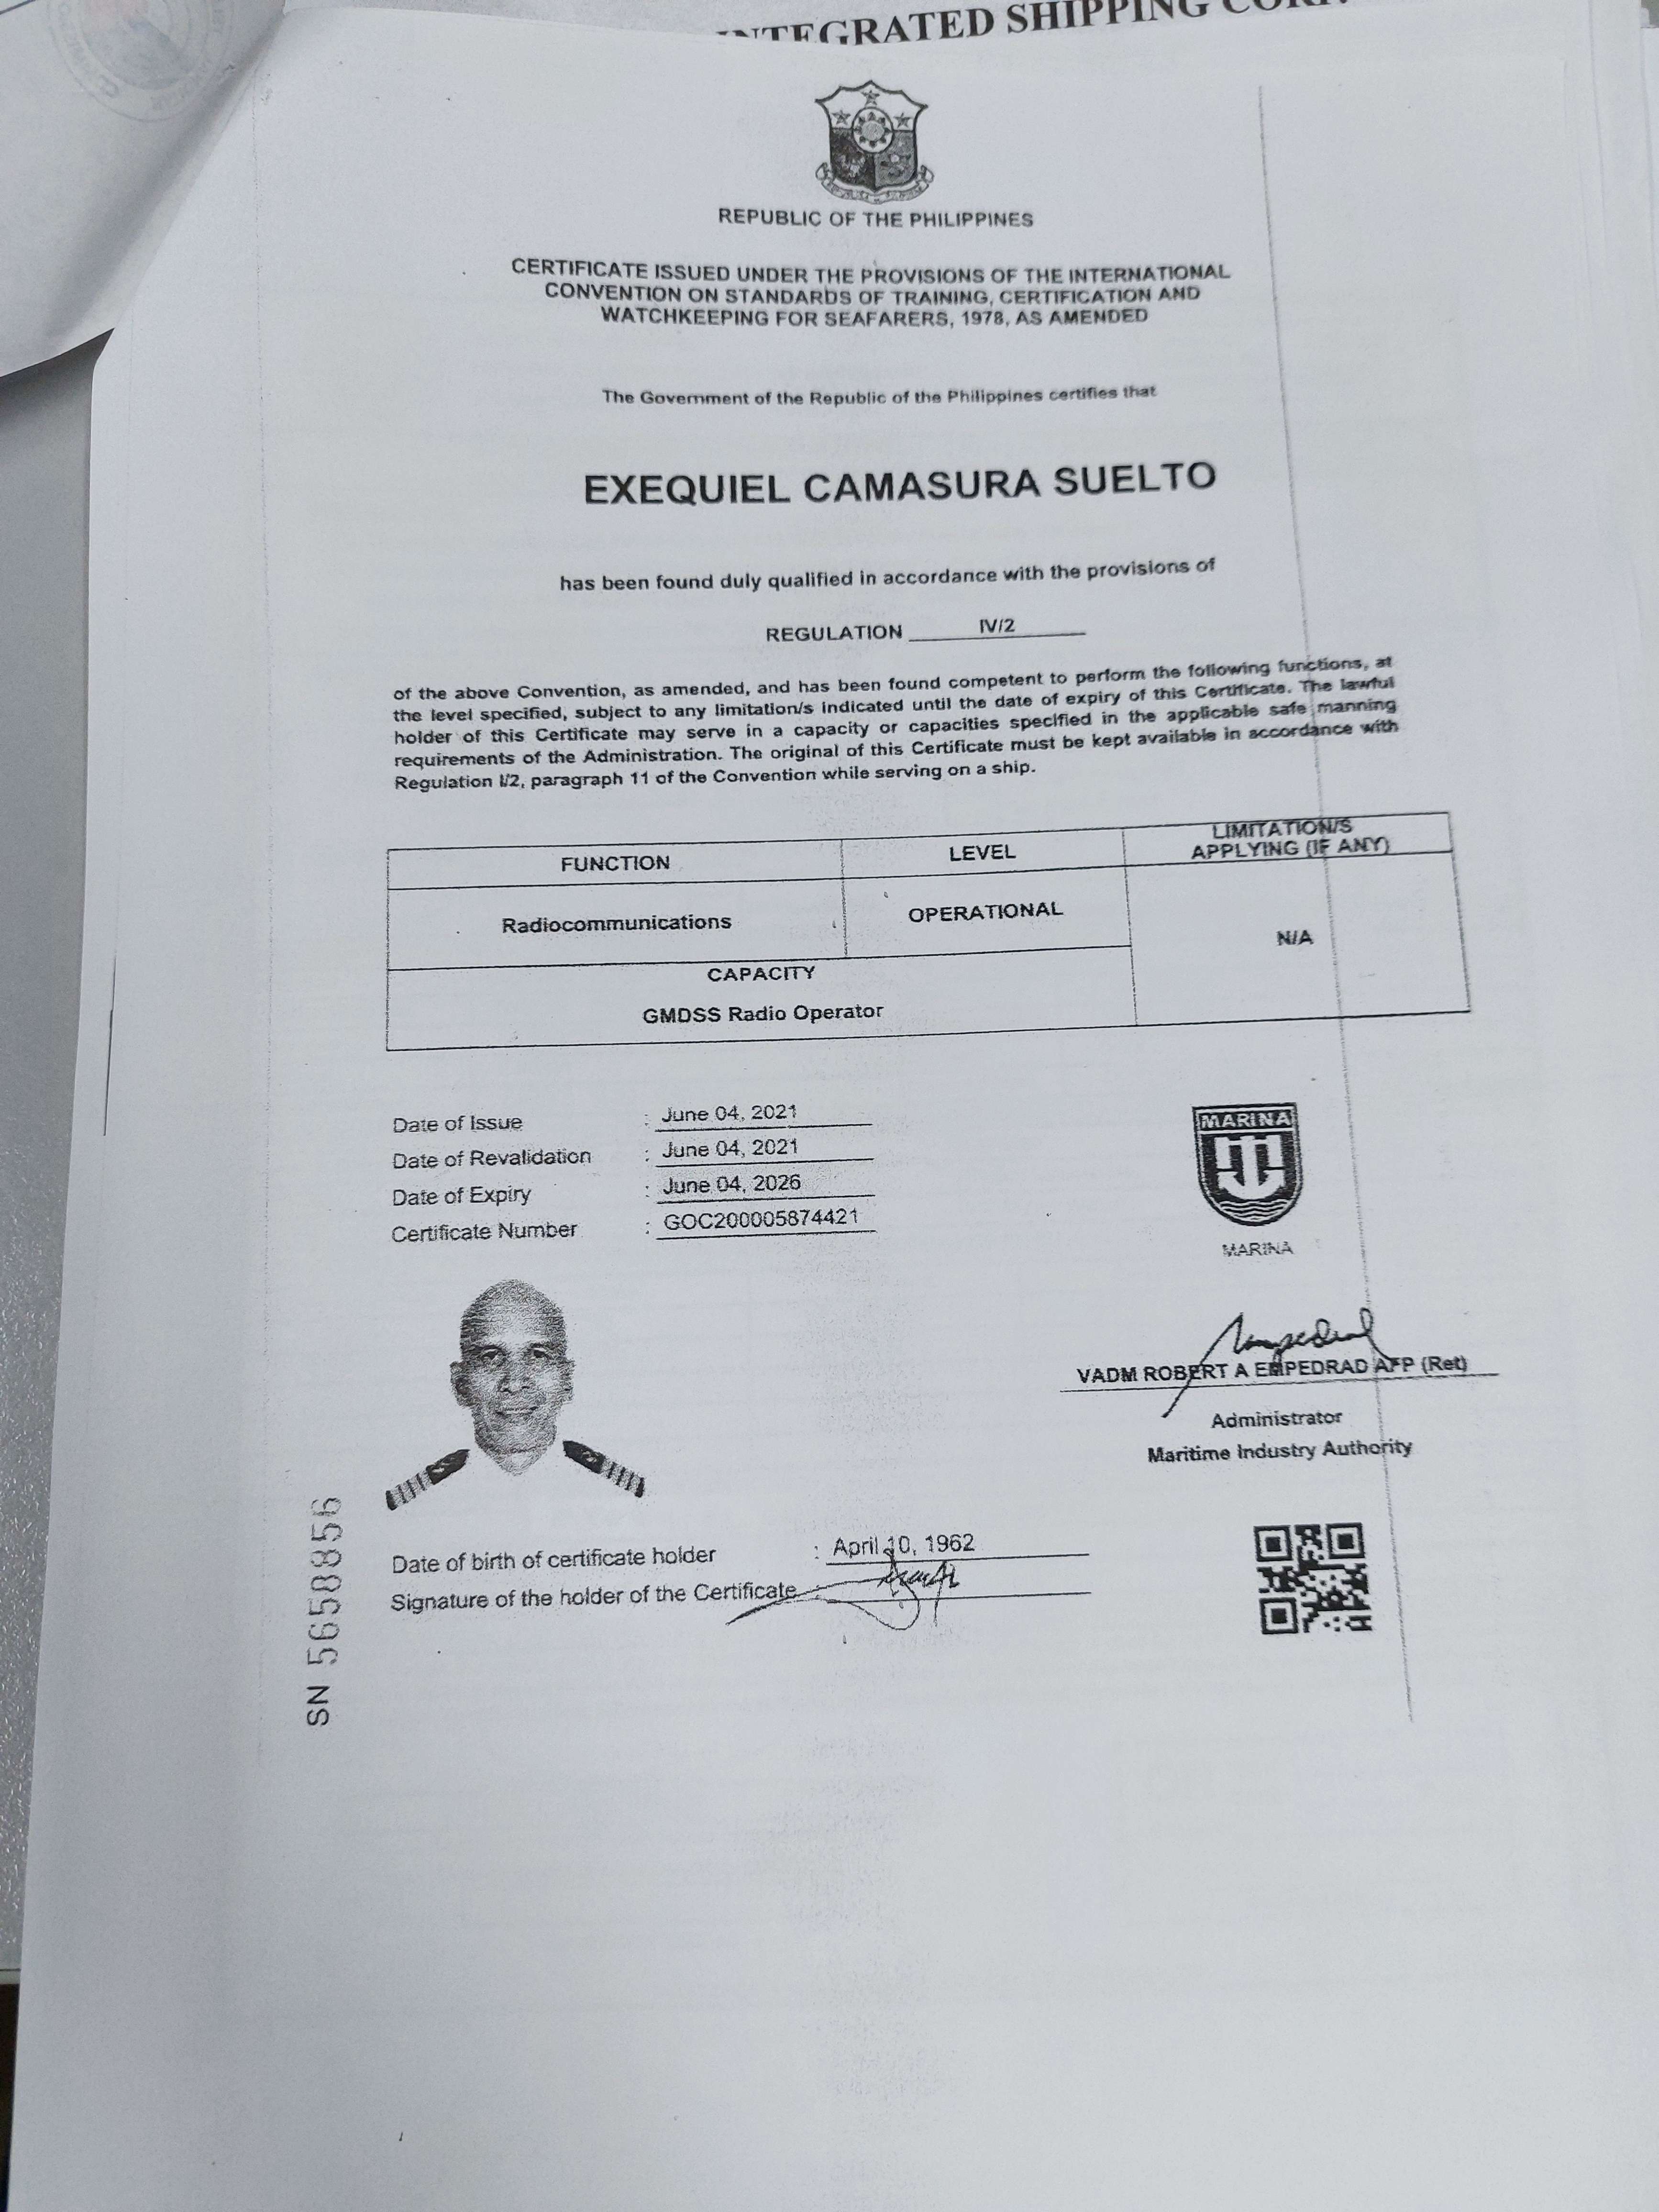 INTEGRATED SHIPPING CORP.
REPUBLIC OF THE PHILIPPINES
CERTIFICATE ISSUED UNDER THE PROVISIONS OF THE INTERNATIONAL
CONVENTION ON STANDARDS OF TRAINING, CERTIFICATION AND
WATCHKEEPING FOR SEAFARERS, 1978, AS AMENDED
The Government of the Republic of the Philippines certifies that
EXEQUIEL CAMASURA SUELTO
has been found duly qualified in accordance with the provisions of
REGULATION IV/2
of the above Convention, as amended, and has been found competent to perform the following functions, at
the level specified, subject to any limitation/s indicated until the date of expiry of this Certificate. The lawful
holder of this Certificate may serve in a capacity or capacities specified in the applicable safe manning
requirements of the Administration. The original of this Certificate must be kept available in accordance with
Regulation I/2, paragraph 11 of the Convention while serving on a ship.
FUNCTION LEVEL LIMITATION/S
APPLYING (IF ANY)
Radiocommunications OPERATIONAL N/A
CAPACITY
GMDSS Radio Operator
Date of Issue : June 04, 2021
Date of Revalidation : June 04, 2021
Date of Expiry : June 04, 2026
Certificate Number : GOC200005874421
MARINA
MARINA
VADM ROBERT A EMPEDRAD AFP (Ret)
Administrator
Maritime Industry Authority
Date of birth of certificate holder : April 10, 1962
Signature of the holder of the Certificate :
SN 5650856